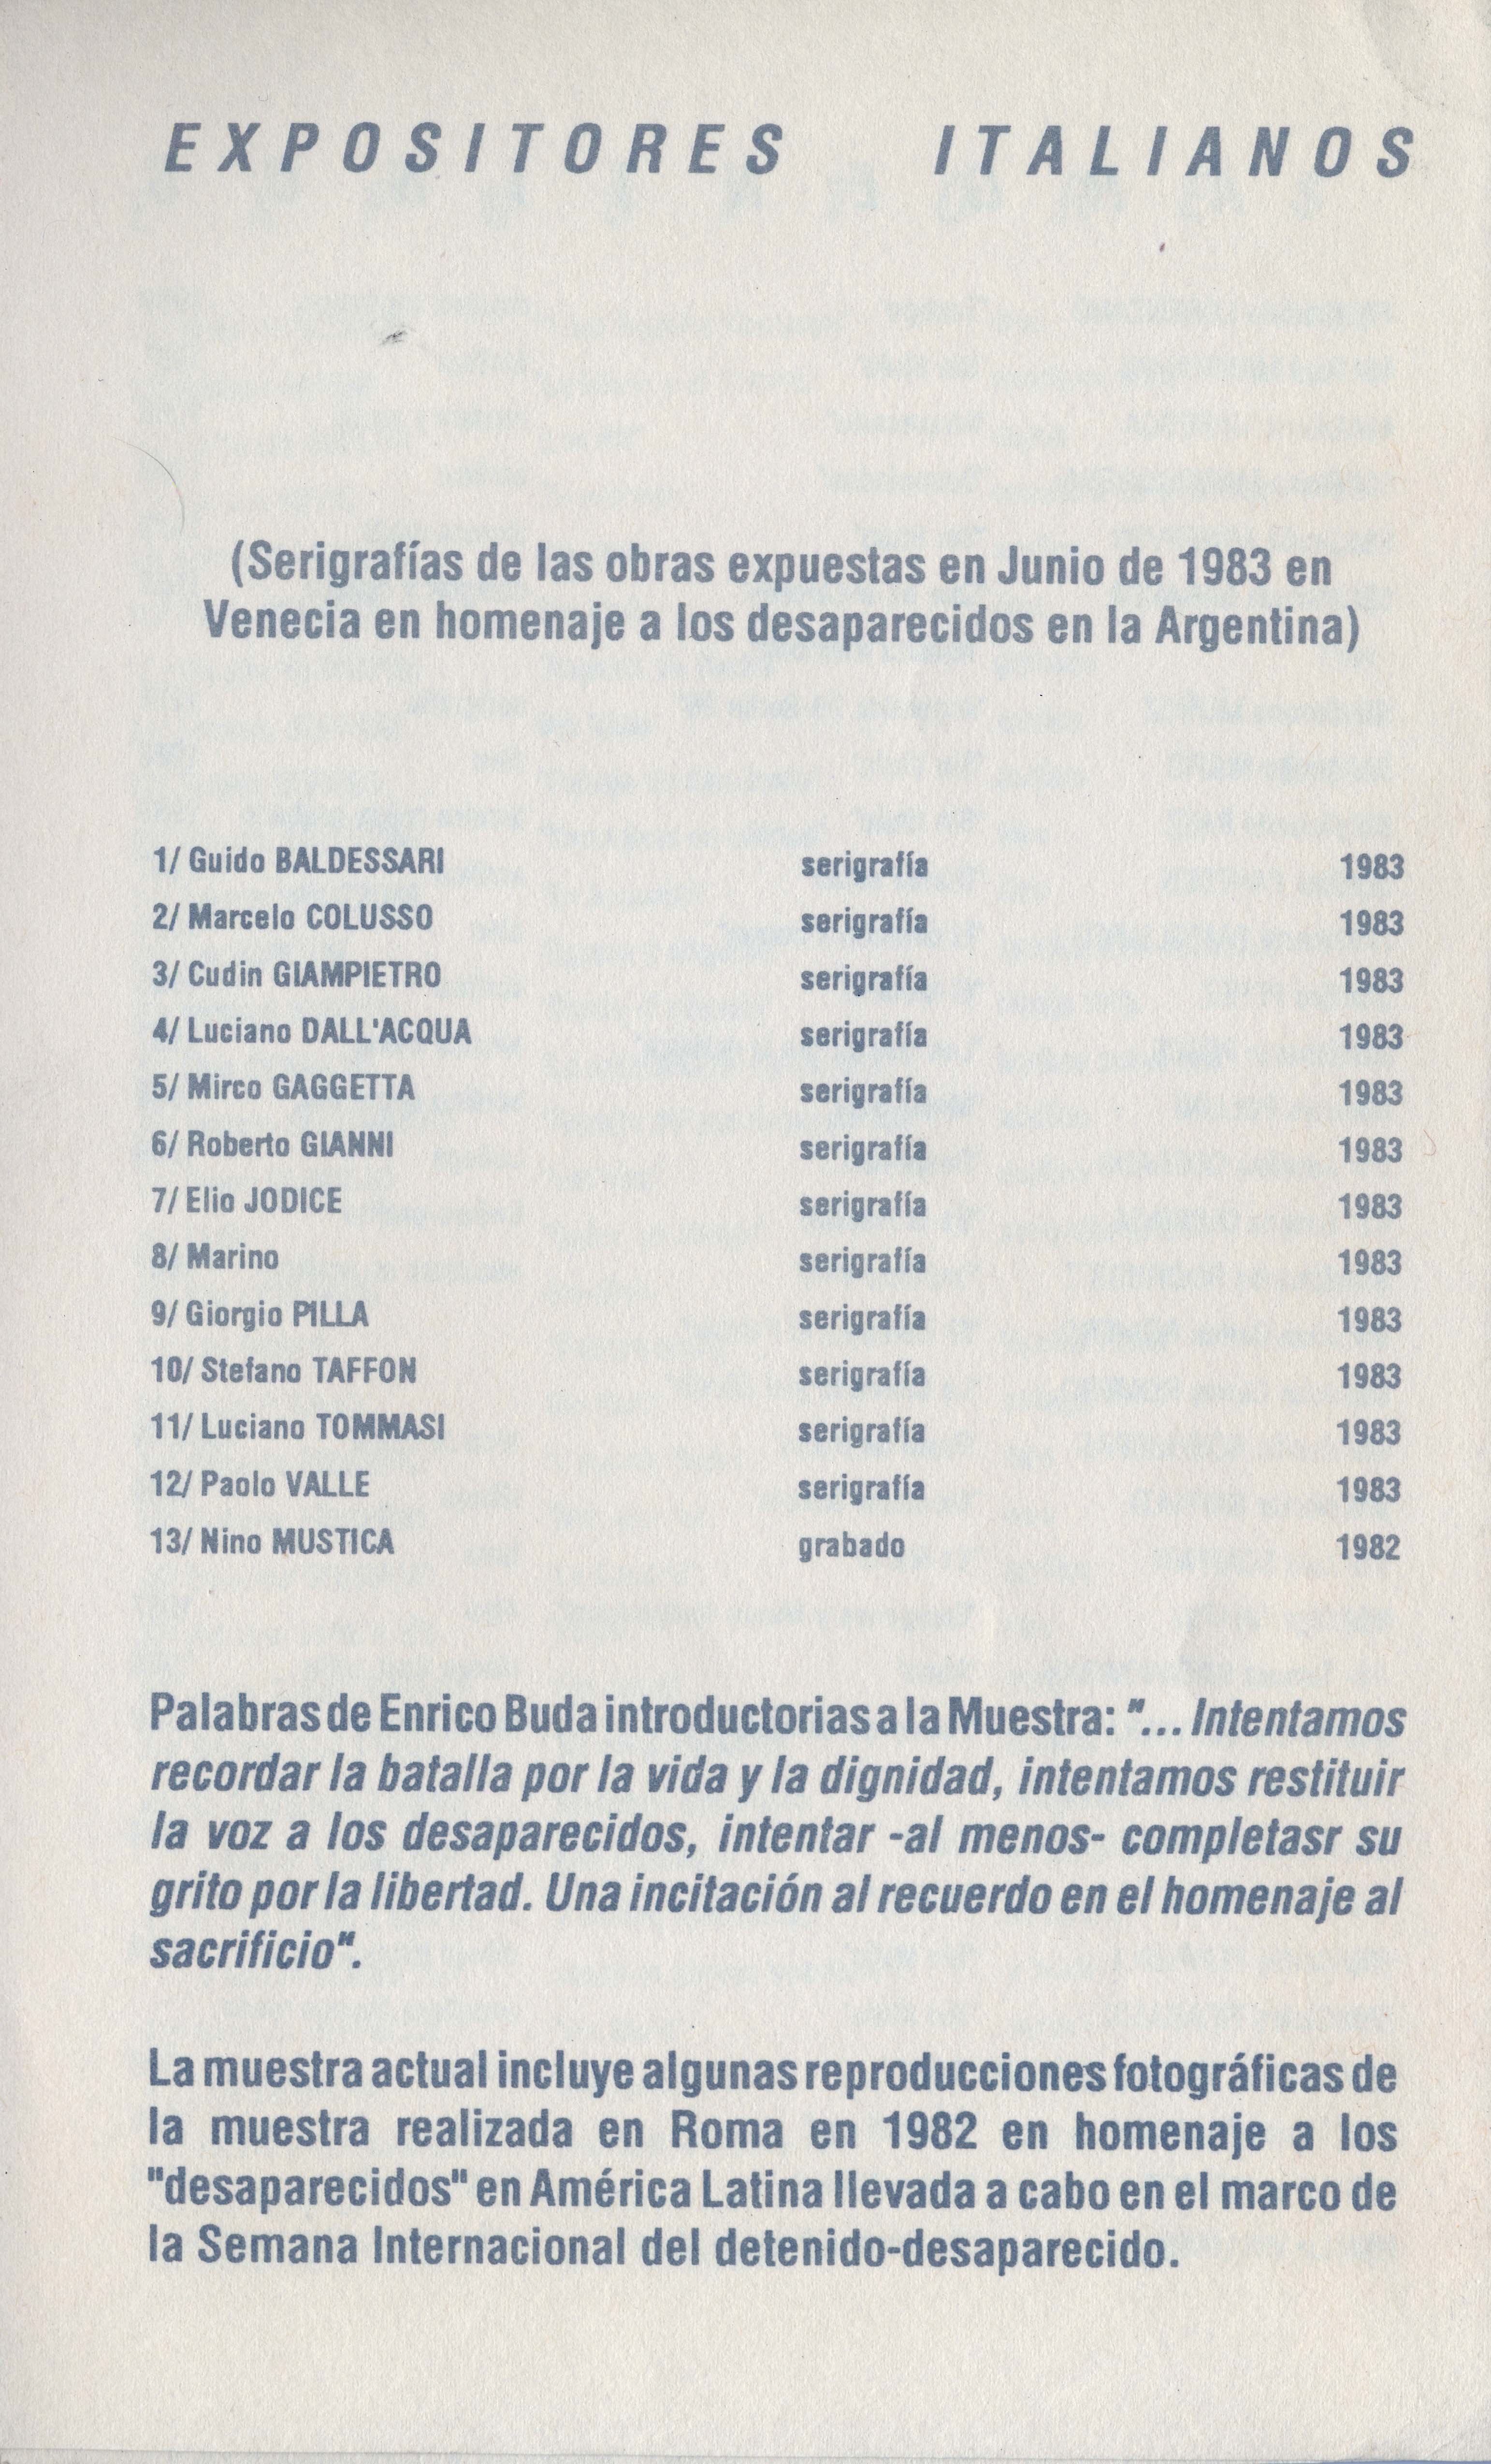 EXPOSITORES ITALIANOS
(Serigrafías de las obras expuestas en Junio de 1983 en
Venecia en homenaje a los desaparecidos en la Argentina)
1/ Guido BALDESSARI serigrafía 1983
2/ Marcelo COLUSSO serigrafía 1983
3/ Cudin GIAMPIETRO serigrafía 1983
4/ Luciano DALL'ACQUA serigrafía 1983
5/ Mirco GAGGETTA serigrafía 1983
6/ Roberto GIANNI serigrafía 1983
7/ Elio JODICE serigrafía 1983
8/ Marino serigrafía 1983
9/ Giorgio PILLA serigrafía 1983
10/ Stefano TAFFON serigrafía 1983
11/ Luciano TOMMASI serigrafía 1983
12/ Paolo VALLE serigrafía 1983
13/ Nino MUSTICA grabado 1982
Palabras de Enrico Buda introductorias a la Muestra: "... Intentamos
recordar la batalla por la vida y la dignidad, intentamos restituir
la voz a los desaparecidos, intentar -al menos- completasr su
grito por la libertad. Una incitación al recuerdo en el homenaje al
sacrificio".
La muestra actual incluye algunas reproducciones fotográficas de
la muestra realizada en Roma en 1982 en homenaje a los
"desaparecidos" en América Latina llevada a cabo en el marco de
la Semana Internacional del detenido-desaparecido.